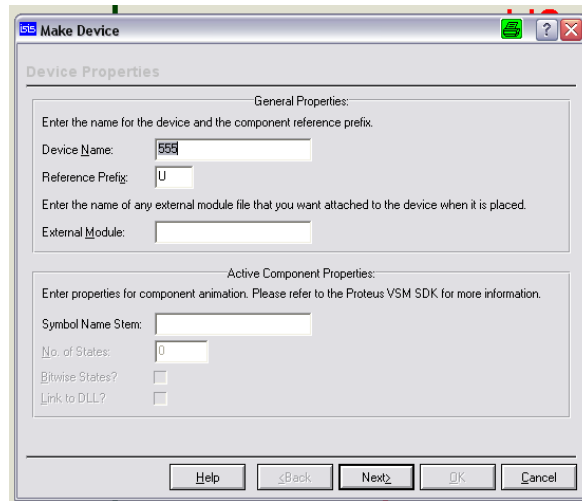 isis Make Device
Device Properties
General Properties:
Enter the name for the device and the component reference prefix.
Device Name: 555
Reference Prefix: U
Enter the name of any external module file that you want attached to the device when it is placed.
External Module:
Active Component Properties:
Enter properties for component animation. Please refer to the Proteus VSM SDK for more information.
Symbol Name Stem:
No. of States: 0
Bitwise States?
Link to DLL?
Help <Back Next> OK Cancel